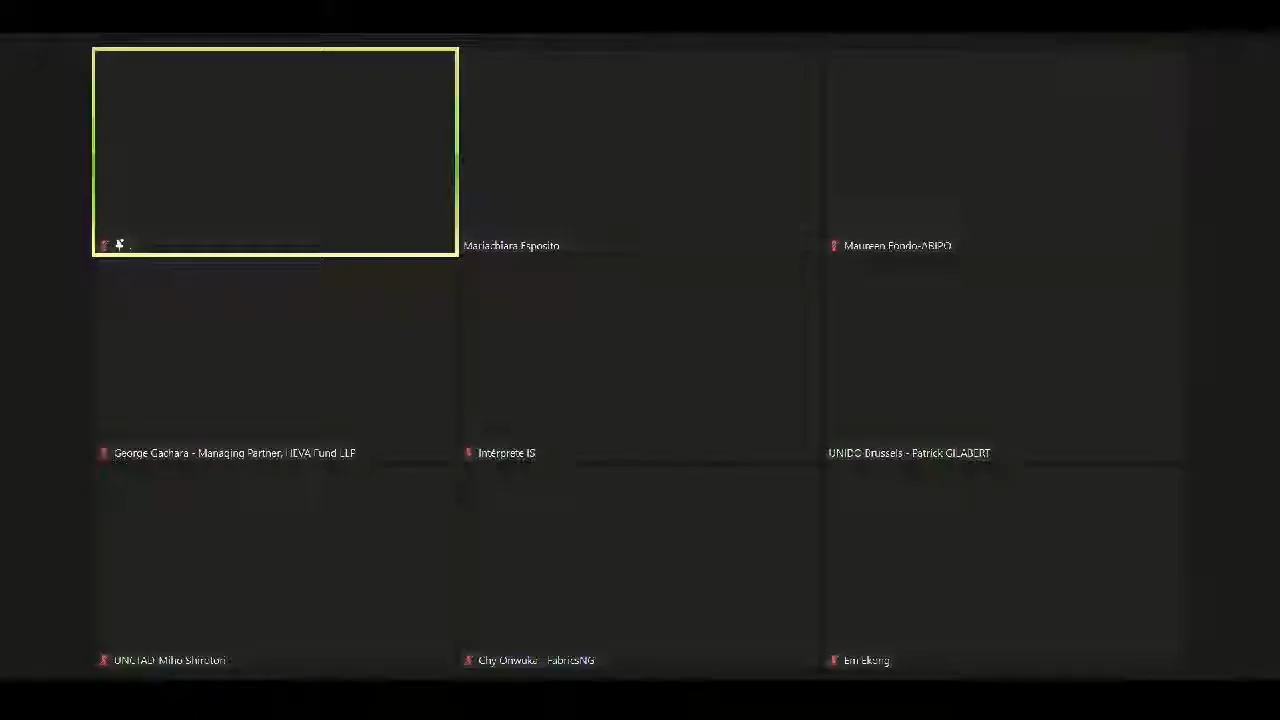 .
Mariachiara Esposito
Maureen Fondo-ARIPO
George Gachara - Managing Partner, HEVA Fund LLP
Intérprete IS
UNIDO Brussels - Patrick GILABERT
UNCTAD-Miho Shirotori
Chy Onwuka - FabricsNG
Em Ekong